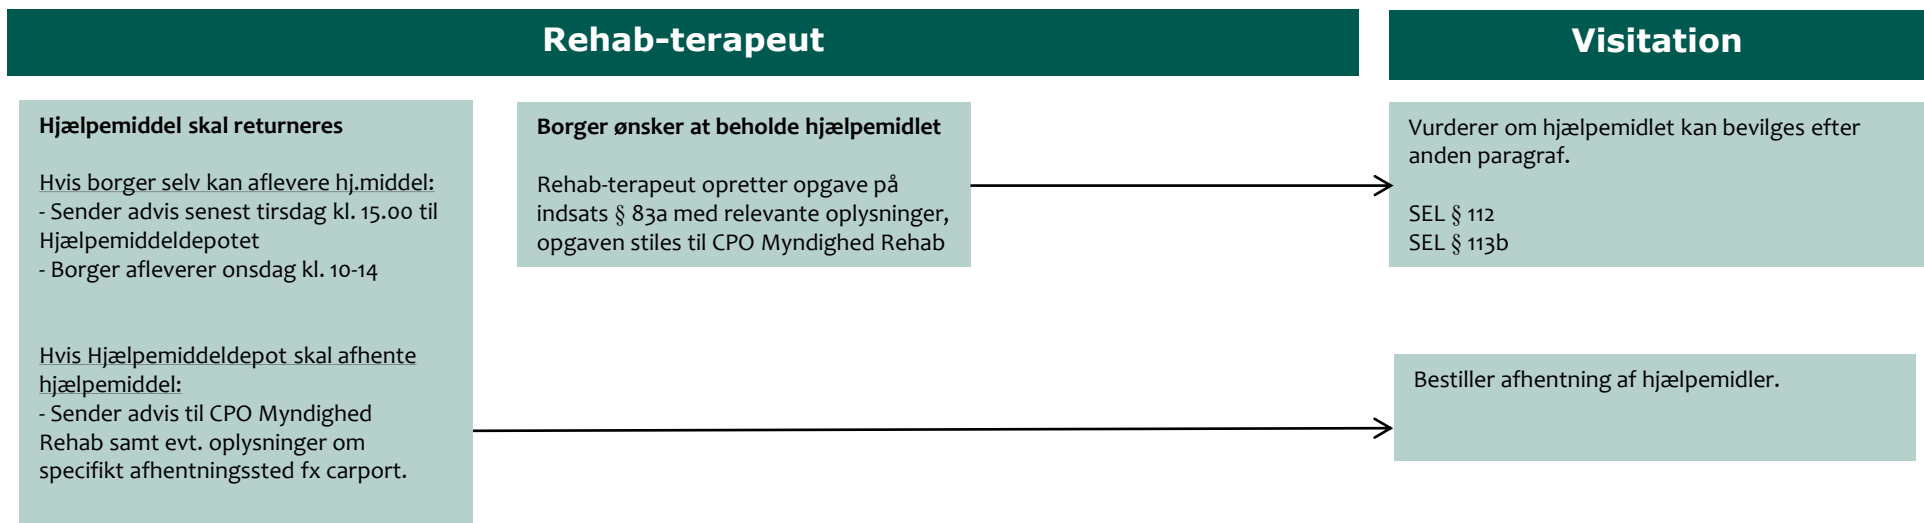 Rehab-terapeut
Visitation
Hjælpemiddel skal returneres
Hvis borger selv kan aflevere hj.middel:
- Sender advis senest tirsdag kl. 15.00 til
Hjælpemiddeldepotet
- Borger afleverer onsdag kl. 10-14
Hvis Hjælpemiddeldepot skal afhente
hjælpemiddel:
- Sender advis til CPO Myndighed
Rehab samt evt. oplysninger om
specifikt afhentningssted fx carport.
Borger ønsker at beholde hjælpemidlet
Rehab-terapeut opretter opgave på
indsats § 83a med relevante oplysninger,
opgaven stiles til CPO Myndighed Rehab
Vurderer om hjælpemidlet kan bevilges efter
anden paragraf.
SEL § 112
SEL § 113b
Bestiller afhentning af hjælpemidler.